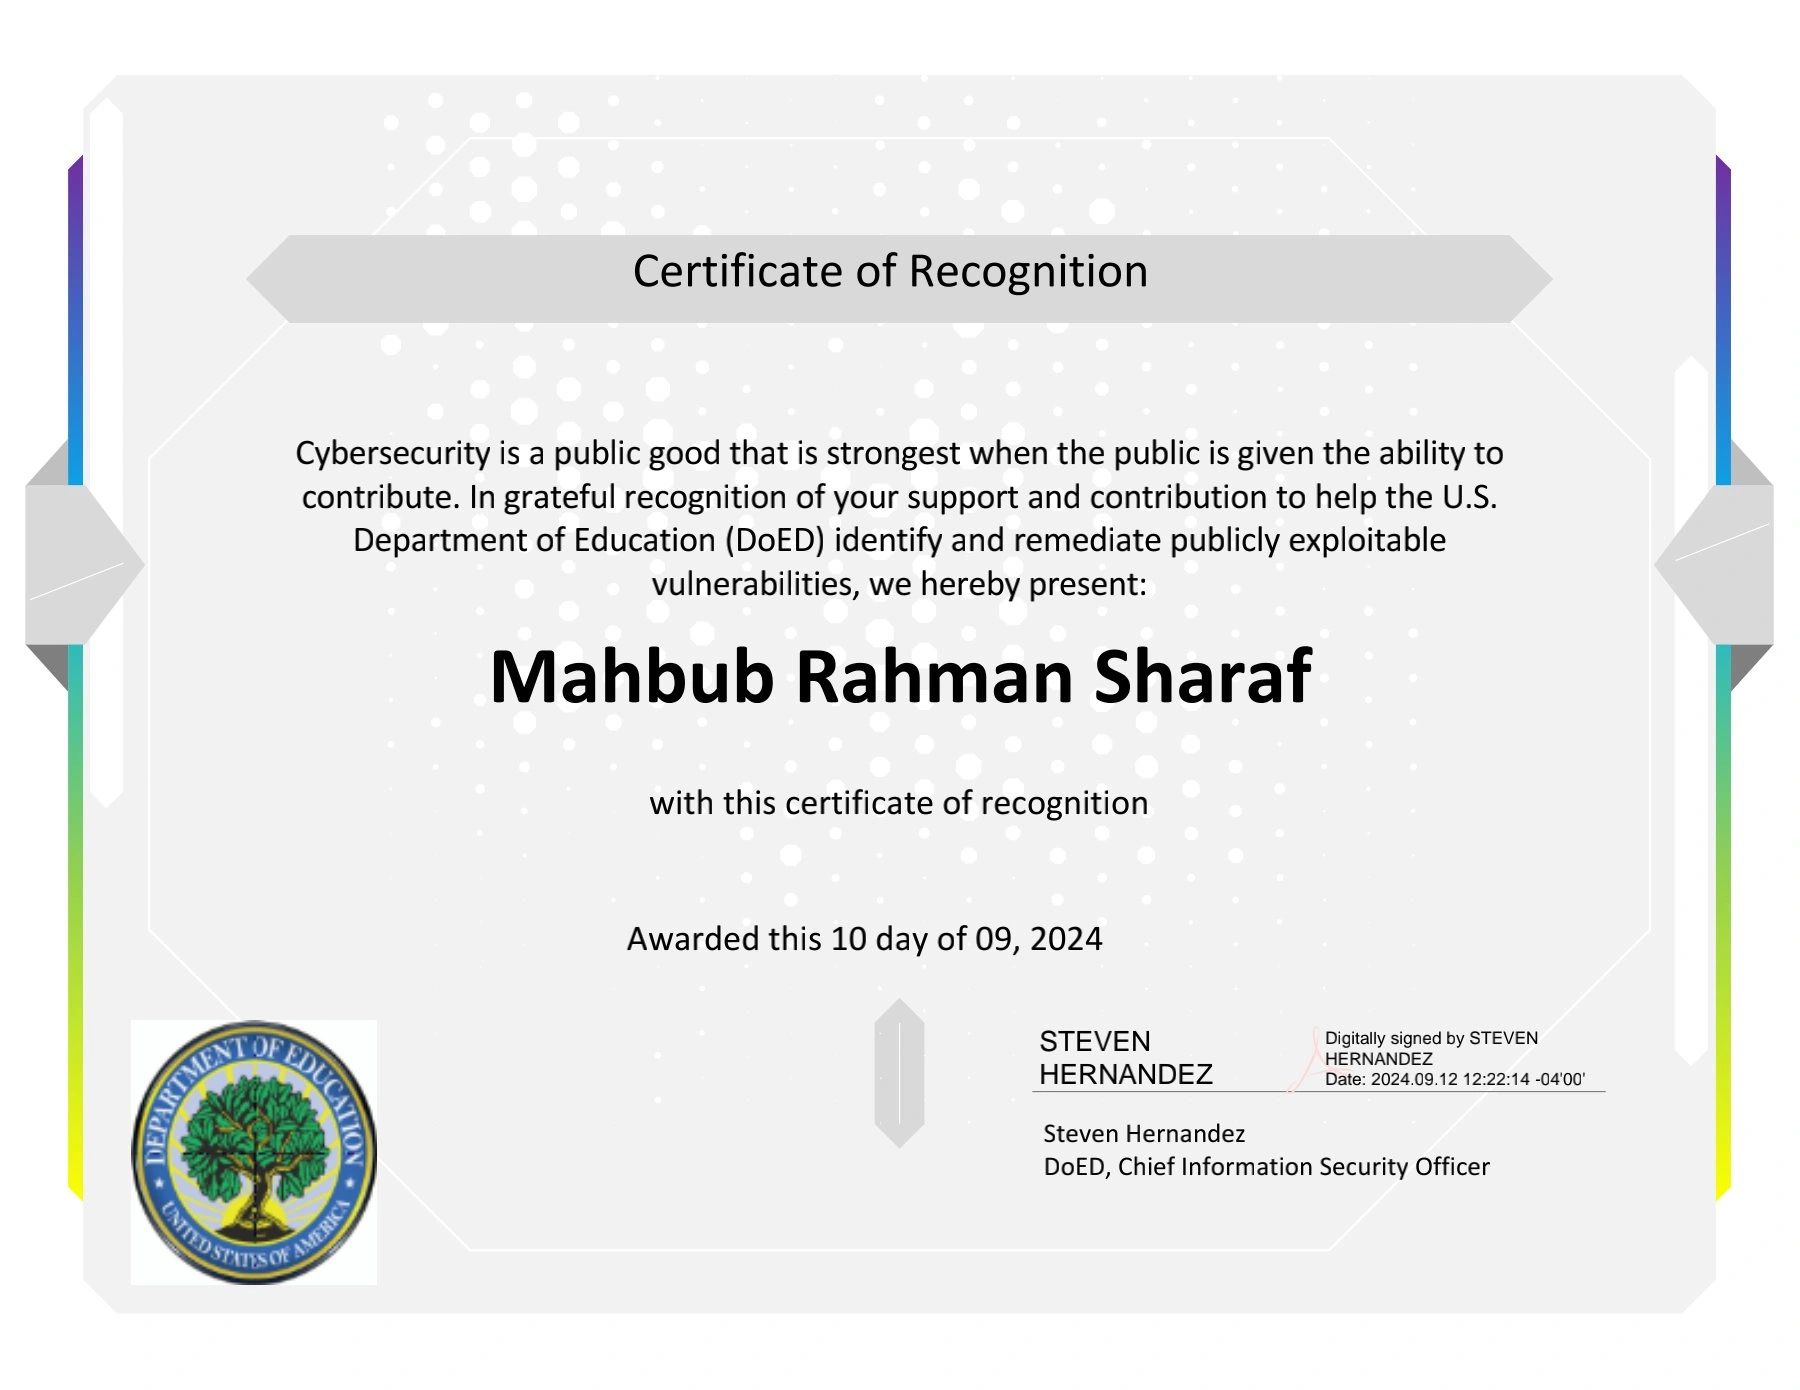 Certificate of Recognition
Cybersecurity is a public good that is strongest when the public is given the ability to
contribute. In grateful recognition of your support and contribution to help the U.S.
Department of Education (DoED) identify and remediate publicly exploitable
vulnerabilities, we hereby present:
Mahbub Rahman Sharaf
with this certificate of recognition
Awarded this 10 day of 09, 2024
DEPARTMENT OF EDUCATION
UNITED STATES OF AMERICA
STEVEN
HERNANDEZ
Digitally signed by STEVEN
HERNANDEZ
Date: 2024.09.12 12:22:14 -04'00'
Steven Hernandez
DoED, Chief Information Security Officer